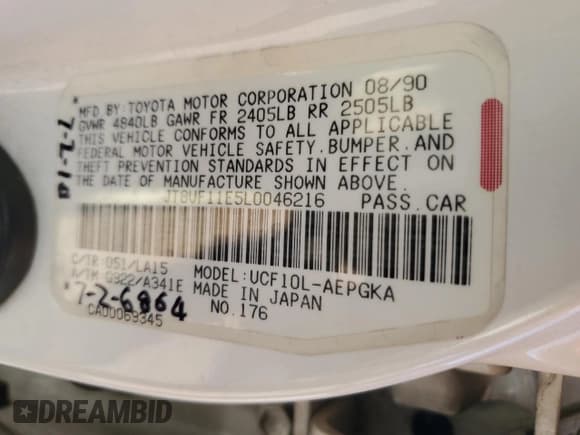 MFD BY: TOYOTA MOTOR CORPORATION 08/90
GVWR 4840LB GAWR FR 2405LB RR 2505LB
THIS VEHICLE CONFORMS TO ALL APPLICABLE
FEDERAL MOTOR VEHICLE SAFETY.BUMPER.AND
THEFT PREVENTION STANDARDS IN EFFECT ON
THE DATE OF MANUFACTURE SHOWN ABOVE.
JT8UF11E5L0046216 PASS.CAR
C/TR: 051/LA15
A/TM G922/A341E
MODEL: UCF10L-AEPGKA
MADE IN JAPAN
NO.176
7-2-6864
CA00069345
DREAMBID